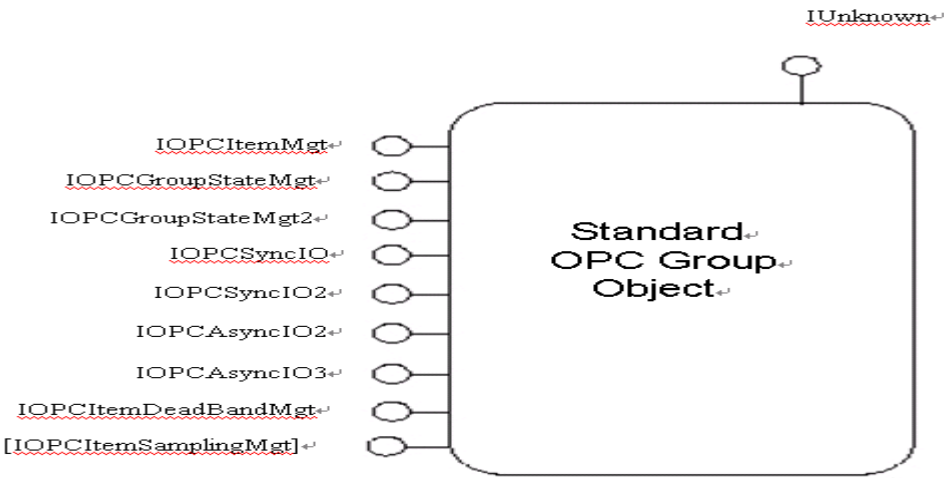 IUnknown
IOPCItemMgt
IOPCGroupStateMgt
IOPCGroupStateMgt2
IOPCSyncIO
IOPCSyncIO2
IOPCAsyncIO2
IOPCAsyncIO3
IOPCItemDeadBandMgt
[IOPCItemSamplingMgt]
Standard
OPC Group
Object